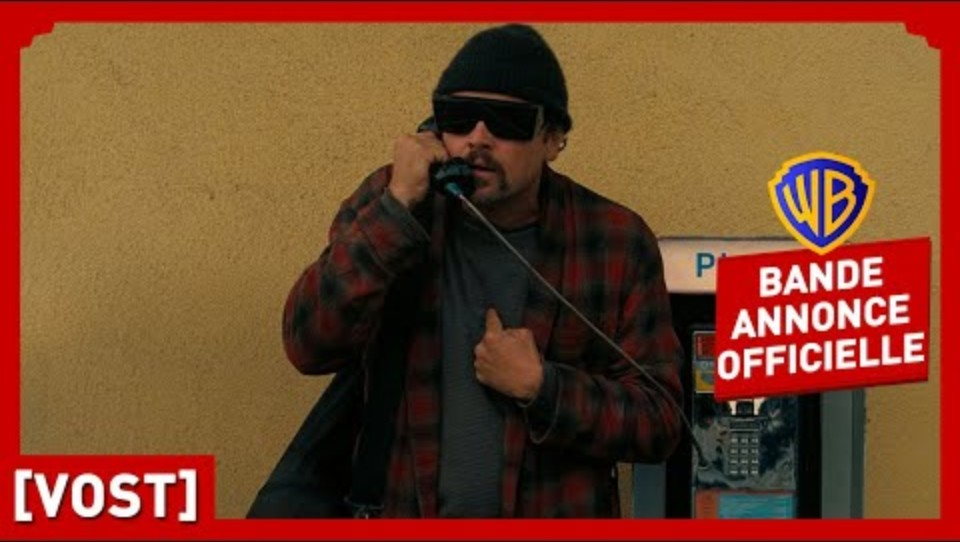 WB
P
BANDE
ANNONCE
OFFICIELLE
[VOST]